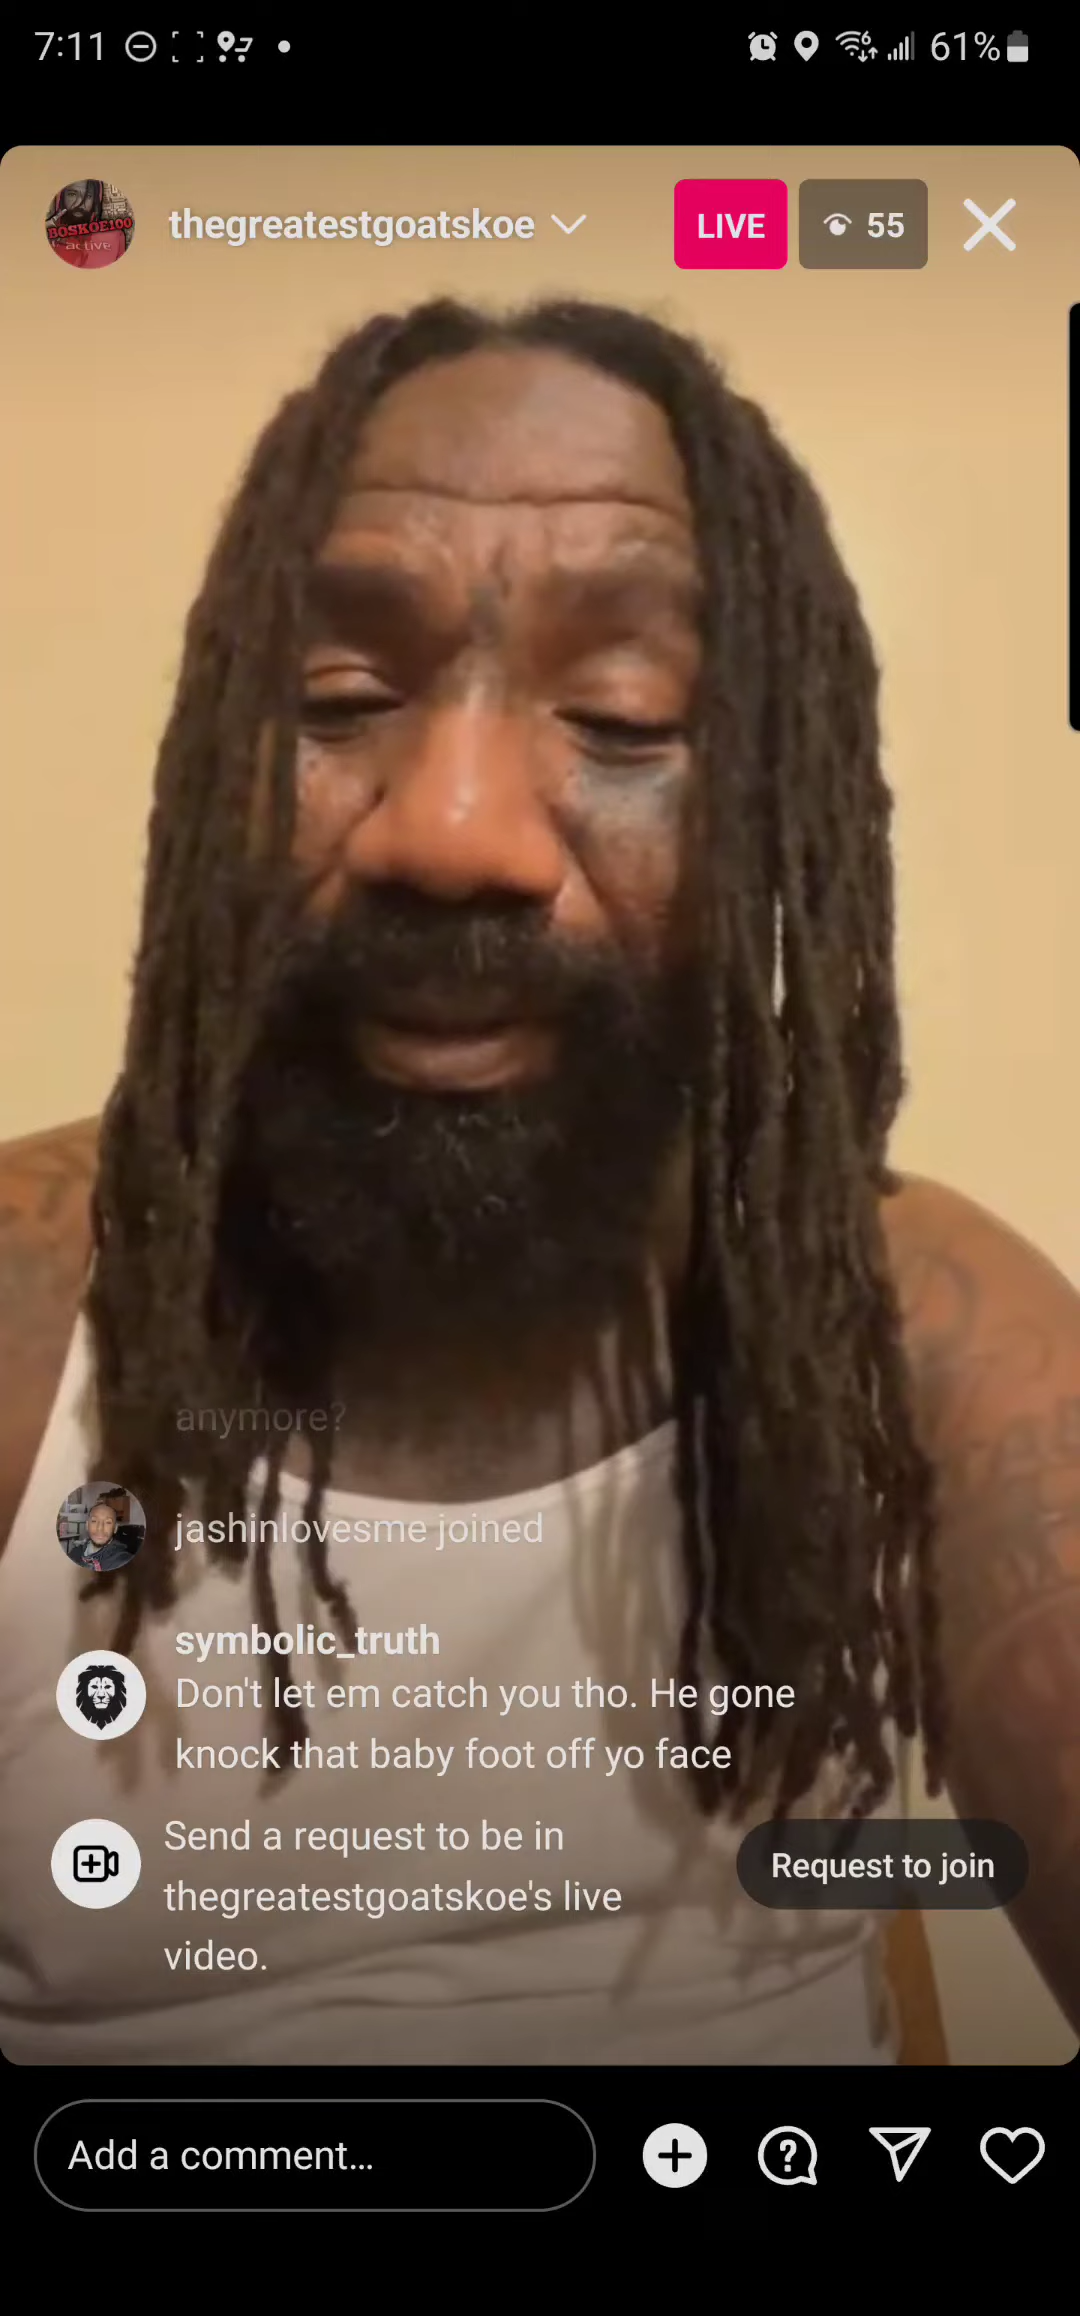 7:11
61%
BOSKOE100
active
thegreatestgoatskoe
LIVE
55
anymore?
jashinlovesme joined
symbolic_truth
Don't let em catch you tho. He gone
knock that baby foot off yo face
Send a request to be in
thegreatestgoatskoe's live
video.
Request to join
Add a comment...